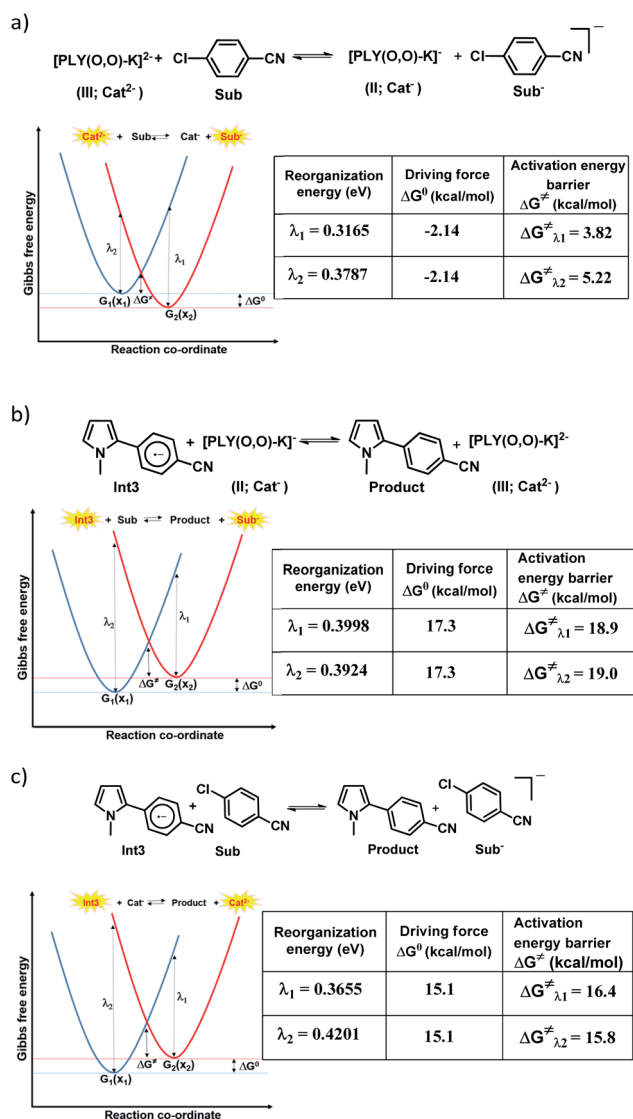 a)
[PLY(O,O)-K]²⁻ + Cl CN ⇌ [PLY(O,O)-K]⁻ + Cl CN ⁻
(III; Cat²⁻) Sub (II; Cat⁻) Sub⁻
Cat²⁻ + Sub ⇌ Cat⁻ + Sub⁻
Gibbs free energy
λ₂ λ₁
G₁(x₁) ΔG≠ G₂(x₂) ΔG⁰
Reaction co-ordinate
Reorganization energy (eV) Driving force ΔG⁰ (kcal/mol) Activation energy barrier ΔG≠ (kcal/mol)
λ₁ = 0.3165 -2.14 ΔG≠λ1 = 3.82
λ₂ = 0.3787 -2.14 ΔG≠λ2 = 5.22
b)
N •− CN + [PLY(O,O)-K]⁻ ⇌ N CN + [PLY(O,O)-K]²⁻
Int3 (II; Cat⁻) Product (III; Cat²⁻)
Int3 + Sub ⇌ Product + Sub⁻
Gibbs free energy
λ₂ λ₁
G₁(x₁) ΔG≠ G₂(x₂) ΔG⁰
Reaction co-ordinate
Reorganization energy (eV) Driving force ΔG⁰ (kcal/mol) Activation energy barrier ΔG≠ (kcal/mol)
λ₁ = 0.3998 17.3 ΔG≠λ1 = 18.9
λ₂ = 0.3924 17.3 ΔG≠λ2 = 19.0
c)
N •− CN + Cl CN ⇌ N CN + Cl CN ⁻
Int3 Sub Product Sub⁻
Int3 + Cat⁻ ⇌ Product + Cat²⁻
Gibbs free energy
λ₂ λ₁
G₁(x₁) ΔG≠ G₂(x₂) ΔG⁰
Reaction co-ordinate
Reorganization energy (eV) Driving force ΔG⁰ (kcal/mol) Activation energy barrier ΔG≠ (kcal/mol)
λ₁ = 0.3655 15.1 ΔG≠λ1 = 16.4
λ₂ = 0.4201 15.1 ΔG≠λ2 = 15.8